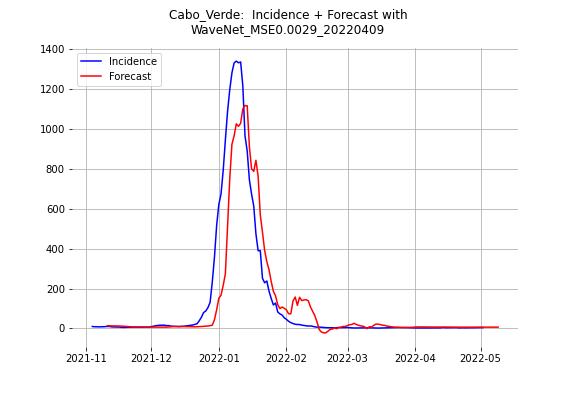 Cabo_Verde:  Incidence + Forecast with
WaveNet_MSE0.0029_20220409
1400
1200
1000
800
600
400
200
0
Incidence
Forecast
2021-11 2021-12 2022-01 2022-02 2022-03 2022-04 2022-05